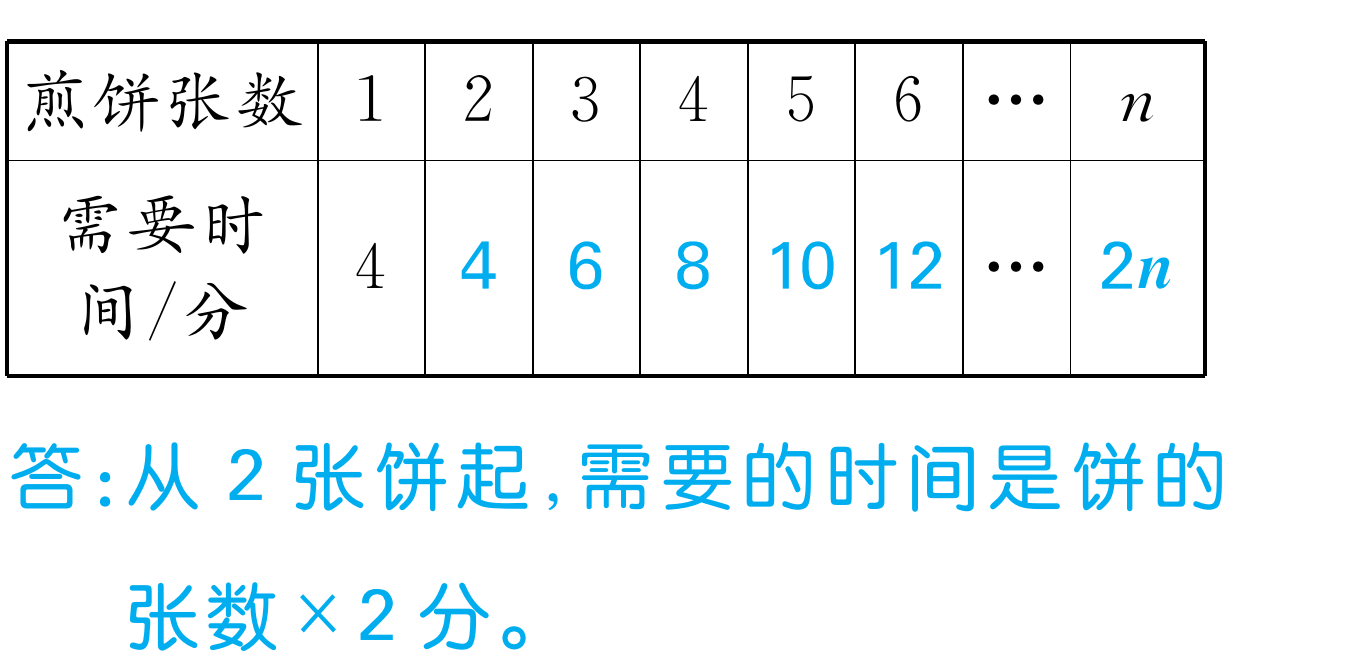 煎饼张数 1 2 3 4 5 6 … n
需要时
间/分 4 4 6 8 10 12 … 2n
答:从 2 张饼起,需要的时间是饼的
张数×2 分。